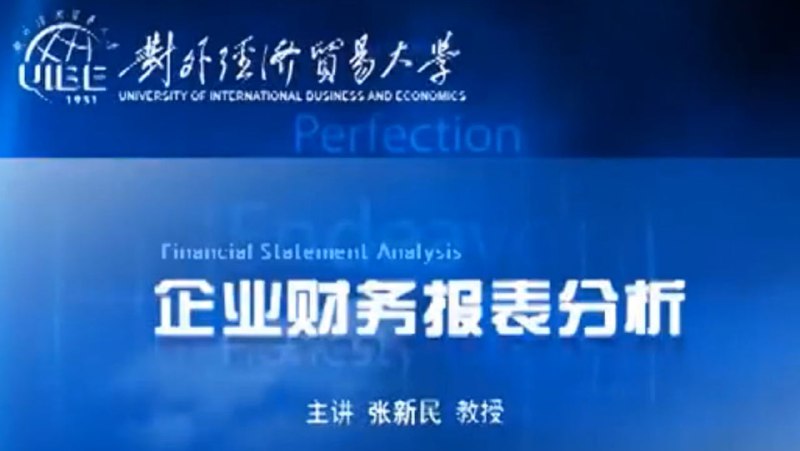 UIBE
1951
對外經濟貿易大學
UNIVERSITY OF INTERNATIONAL BUSINESS AND ECONOMICS
Perfection
Endeavo
Financial Statement Analysis
企业财务报表分析
主讲 张新民 教授